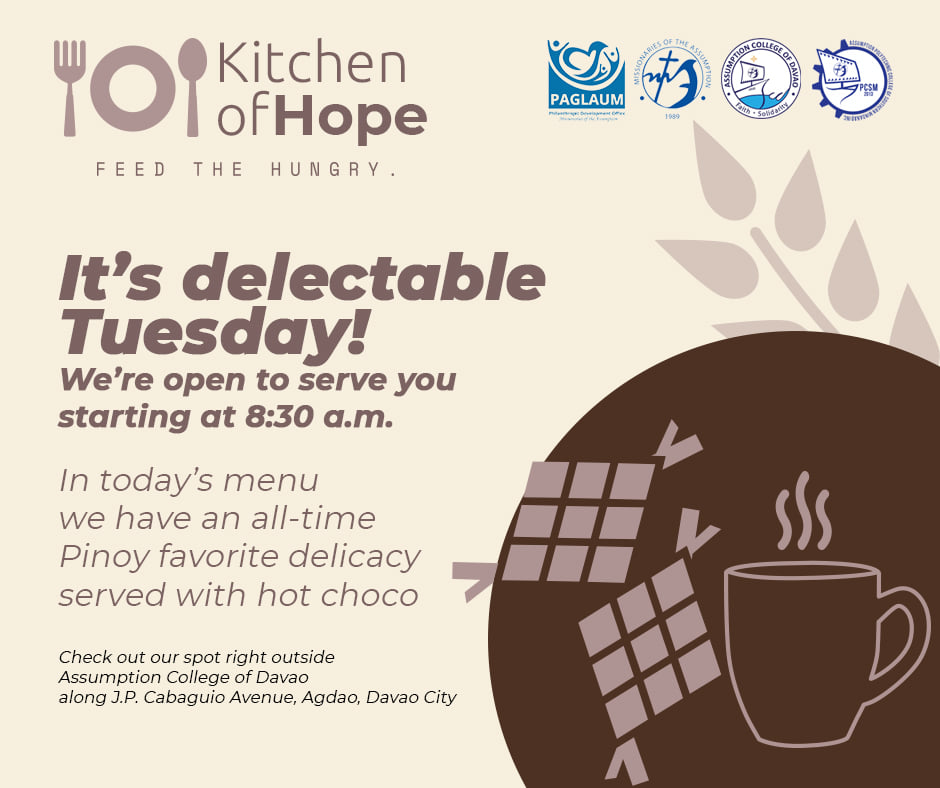 Kitchen
ofHope
FEED THE HUNGRY.
PAGLAUM
Philanthropic Development Office
Missionaries of the Assumption
MISSIONARIES OF THE ASSUMPTION
1989
ASSUMPTION COLLEGE OF DAVAO
Faith - Solidarity
PCSM
It's delectable
Tuesday!
We're open to serve you
starting at 8:30 a.m.
In today's menu
we have an all-time
Pinoy favorite delicacy
served with hot choco
Check out our spot right outside
Assumption College of Davao
along J.P. Cabaguio Avenue, Agdao, Davao City